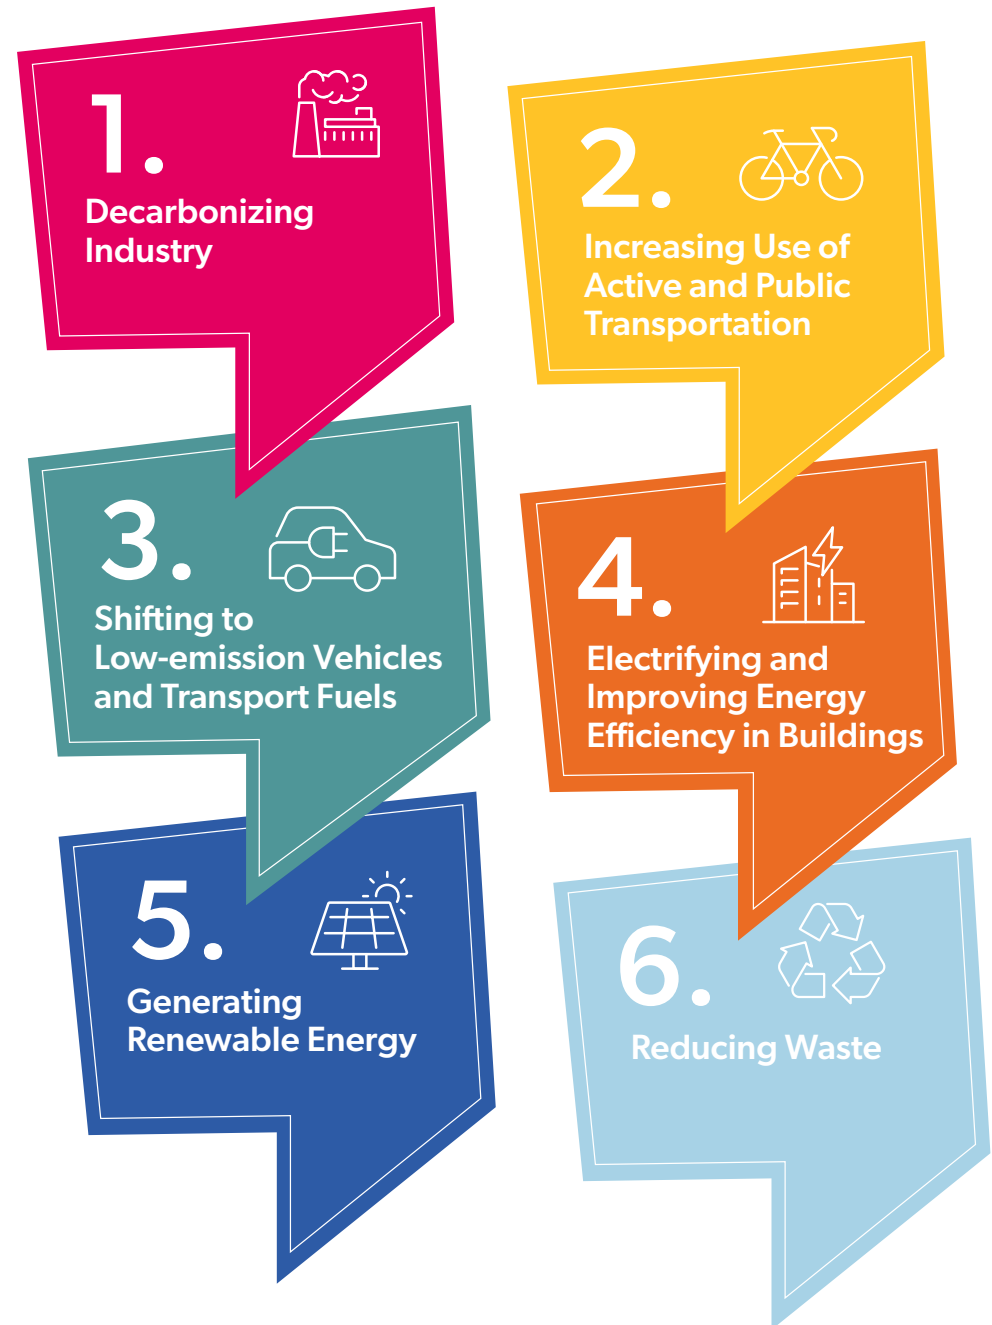 1.
Decarbonizing
Industry
2.
Increasing Use of
Active and Public
Transportation
3.
Shifting to
Low-emission Vehicles
and Transport Fuels
4.
Electrifying and
Improving Energy
Efficiency in Buildings
5.
Generating
Renewable Energy
6.
Reducing Waste